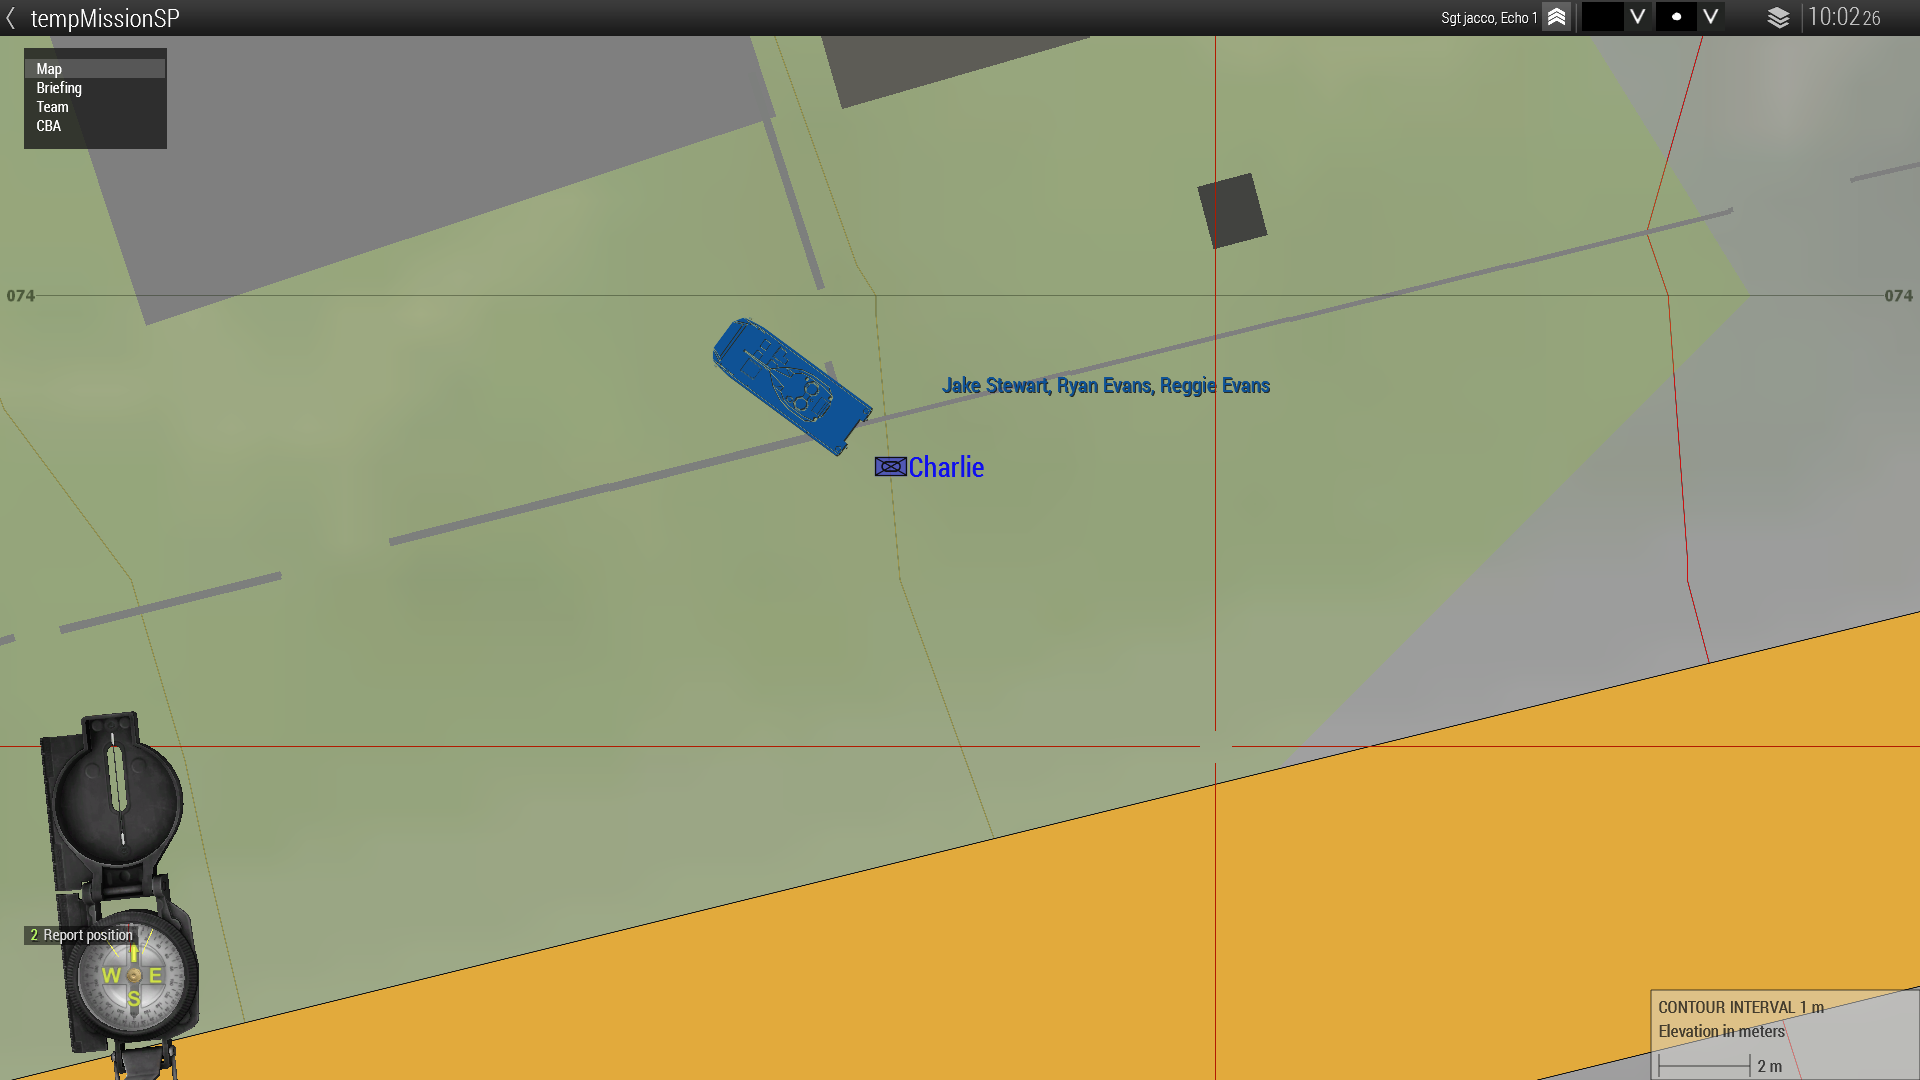 tempMissionSP
Sgt jacco, Echo 1
10:02 26
Map
Briefing
Team
CBA
074
074
Jake Stewart, Ryan Evans, Reggie Evans
Charlie
2 Report position
W E
S
CONTOUR INTERVAL 1 m
Elevation in meters
2 m